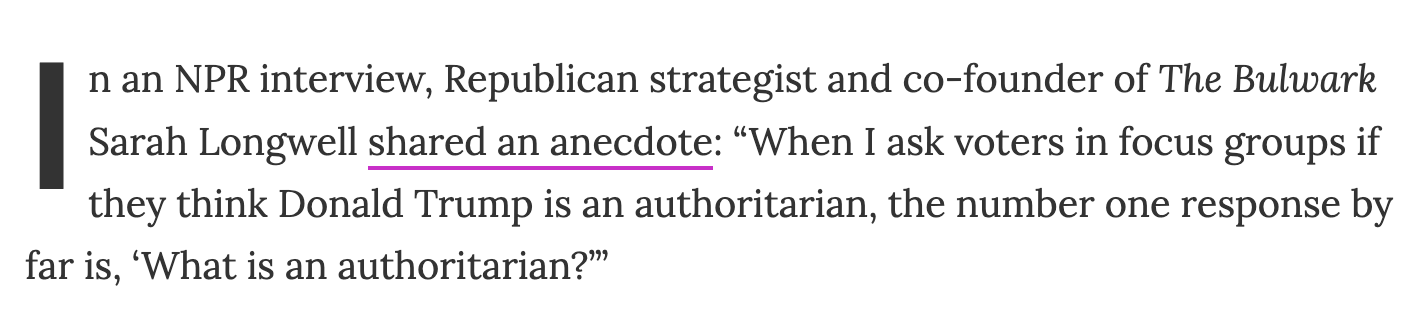 In an NPR interview, Republican strategist and co-founder of The Bulwark
Sarah Longwell shared an anecdote: “When I ask voters in focus groups if
they think Donald Trump is an authoritarian, the number one response by
far is, ‘What is an authoritarian?’”